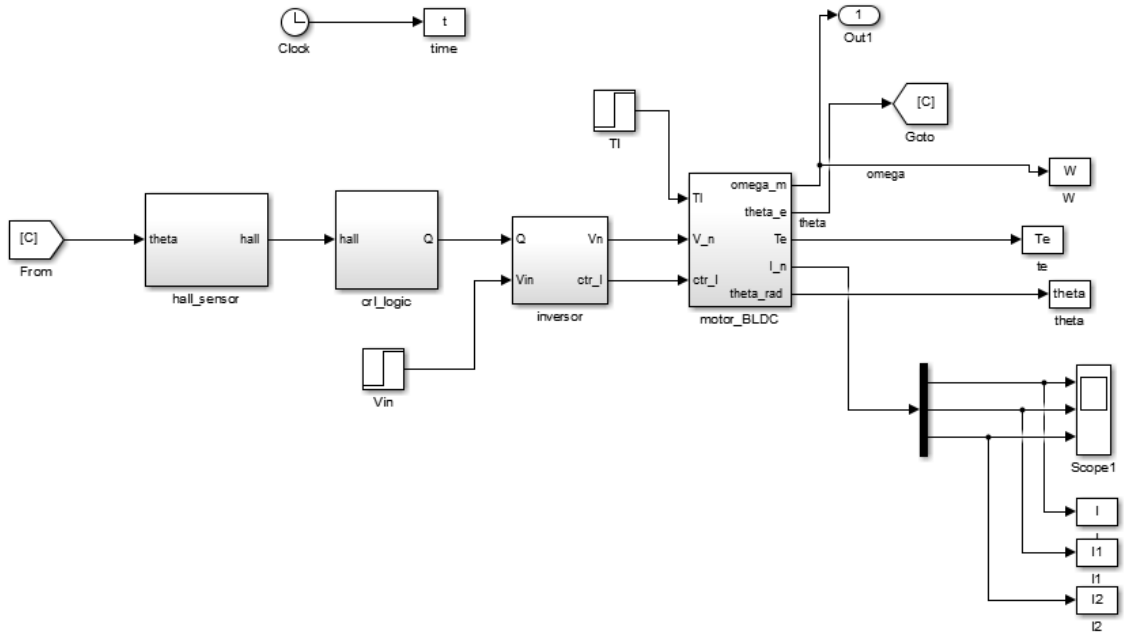 t
1
Clock
time
Out1
[C]
Goto
Tl
omega_m
omega
W
W
Tl
theta_e
theta
[C]
theta
hall
hall
Q
Q
Vn
V_n
Te
Te
te
From
I_n
Vin
ctr_I
ctr_I
theta_rad
theta
hall_sensor
crl_logic
inversor
motor_BLDC
theta
Vin
Scope1
I
I
I1
I1
I2
I2